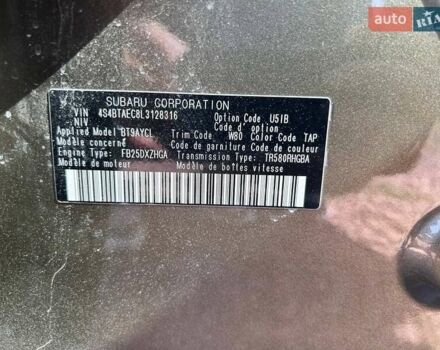 auto RIA
SUBARU CORPORATION
VIN 4S4BTAEC8L3128316 Option Code U5IB
NIV Code d'option
Applied Model BT9AYCL Trim Code W80 Color Code TAP
Modèle concerné Code de garniture Code de couleur
Engine Type: FB25DXZHGA Transmission Type: TR580RHGBA
Modèle de moteur Modèle de boîtes vitesse